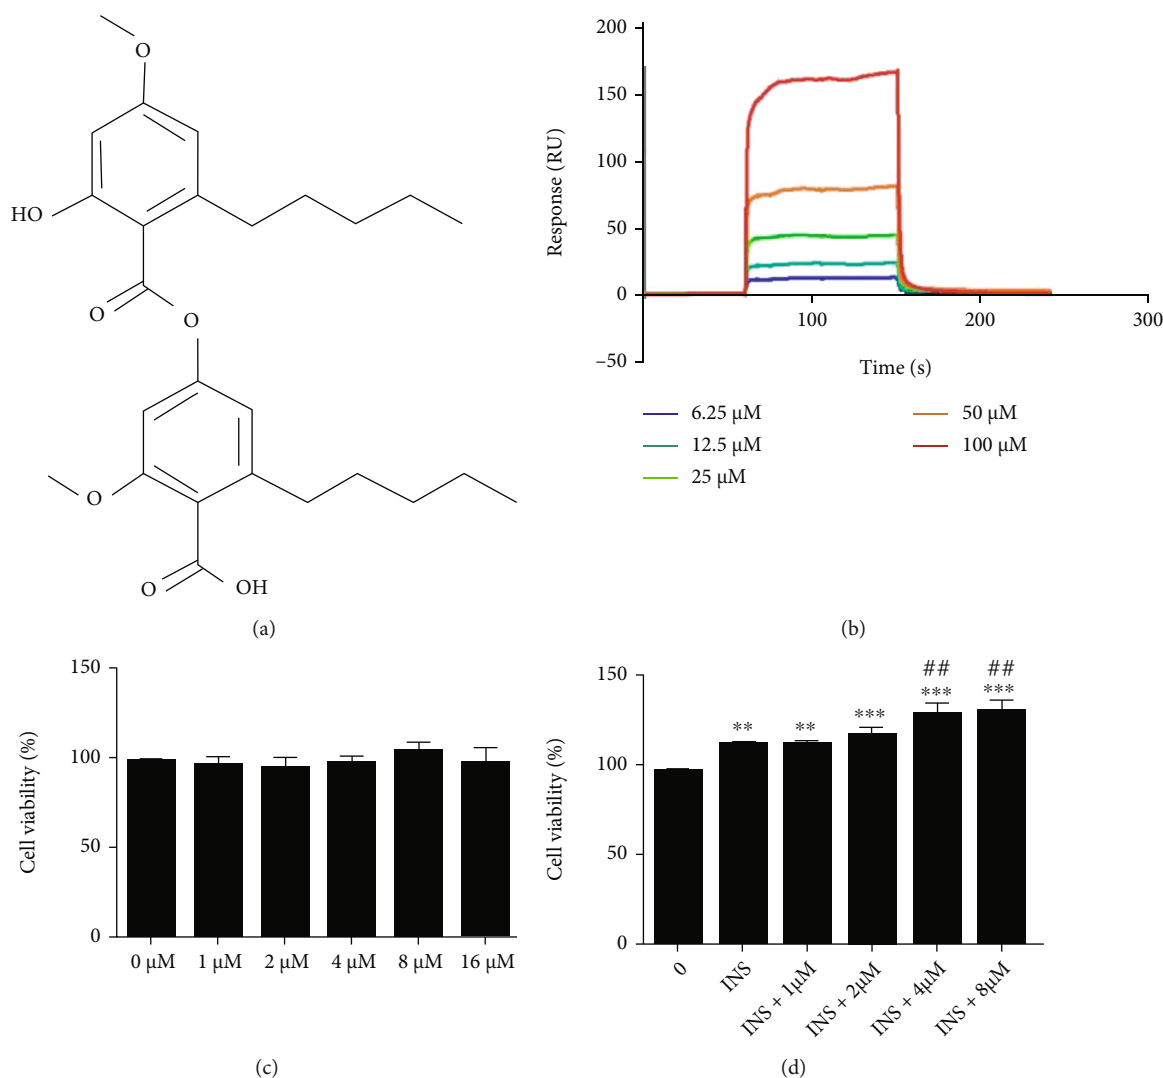 O
HO
O
O
O
O
OH
(a)
200
150
100
50
0
−50
100
200
300
Response (RU)
Time (s)
6.25 μM
12.5 μM
25 μM
50 μM
100 μM
(b)
150
100
50
0
Cell viability (%)
0 μM
1 μM
2 μM
4 μM
8 μM
16 μM
(c)
150
100
50
0
Cell viability (%)
**
**
***
##
***
##
***
0
INS
INS + 1μM
INS + 2μM
INS + 4μM
INS + 8μM
(d)